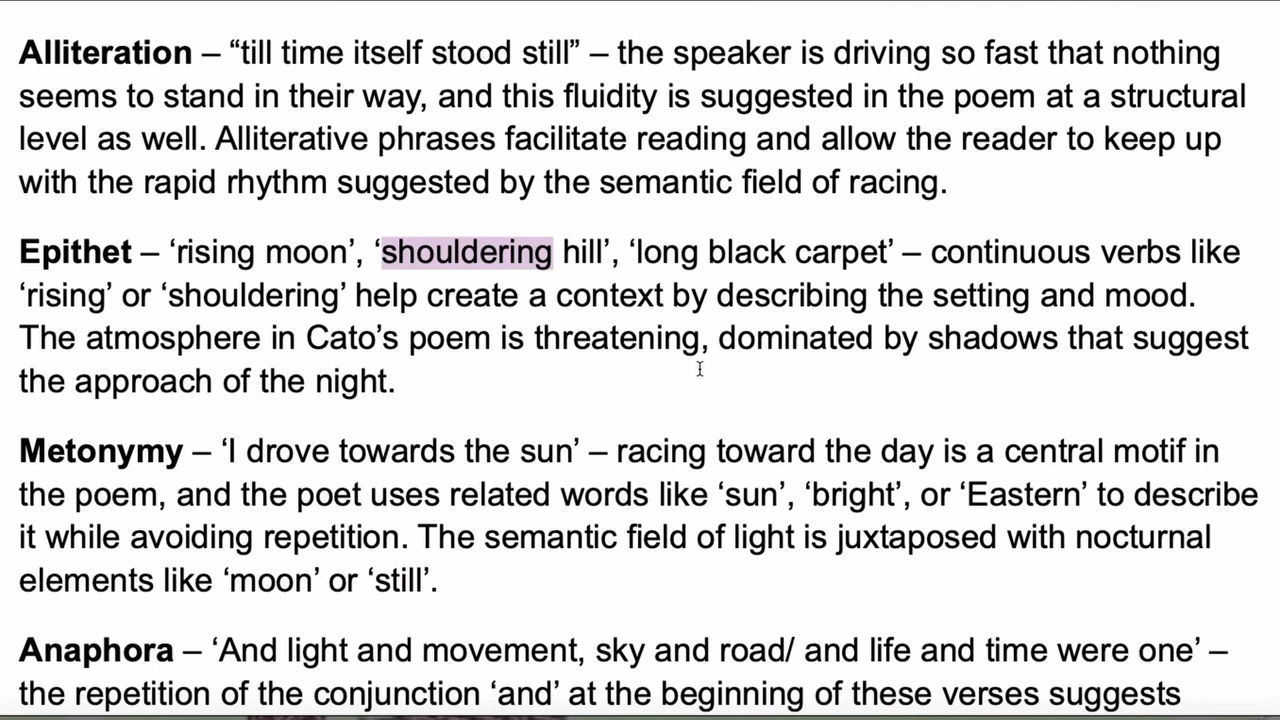 Alliteration – “till time itself stood still” – the speaker is driving so fast that nothing
seems to stand in their way, and this fluidity is suggested in the poem at a structural
level as well. Alliterative phrases facilitate reading and allow the reader to keep up
with the rapid rhythm suggested by the semantic field of racing.
Epithet – ‘rising moon’, ‘shouldering hill’, ‘long black carpet’ – continuous verbs like
‘rising’ or ‘shouldering’ help create a context by describing the setting and mood.
The atmosphere in Cato’s poem is threatening, dominated by shadows that suggest
the approach of the night.
Metonymy – ‘I drove towards the sun’ – racing toward the day is a central motif in
the poem, and the poet uses related words like ‘sun’, ‘bright’, or ‘Eastern’ to describe
it while avoiding repetition. The semantic field of light is juxtaposed with nocturnal
elements like ‘moon’ or ‘still’.
Anaphora – ‘And light and movement, sky and road/ and life and time were one’ –
the repetition of the conjunction ‘and’ at the beginning of these verses suggests